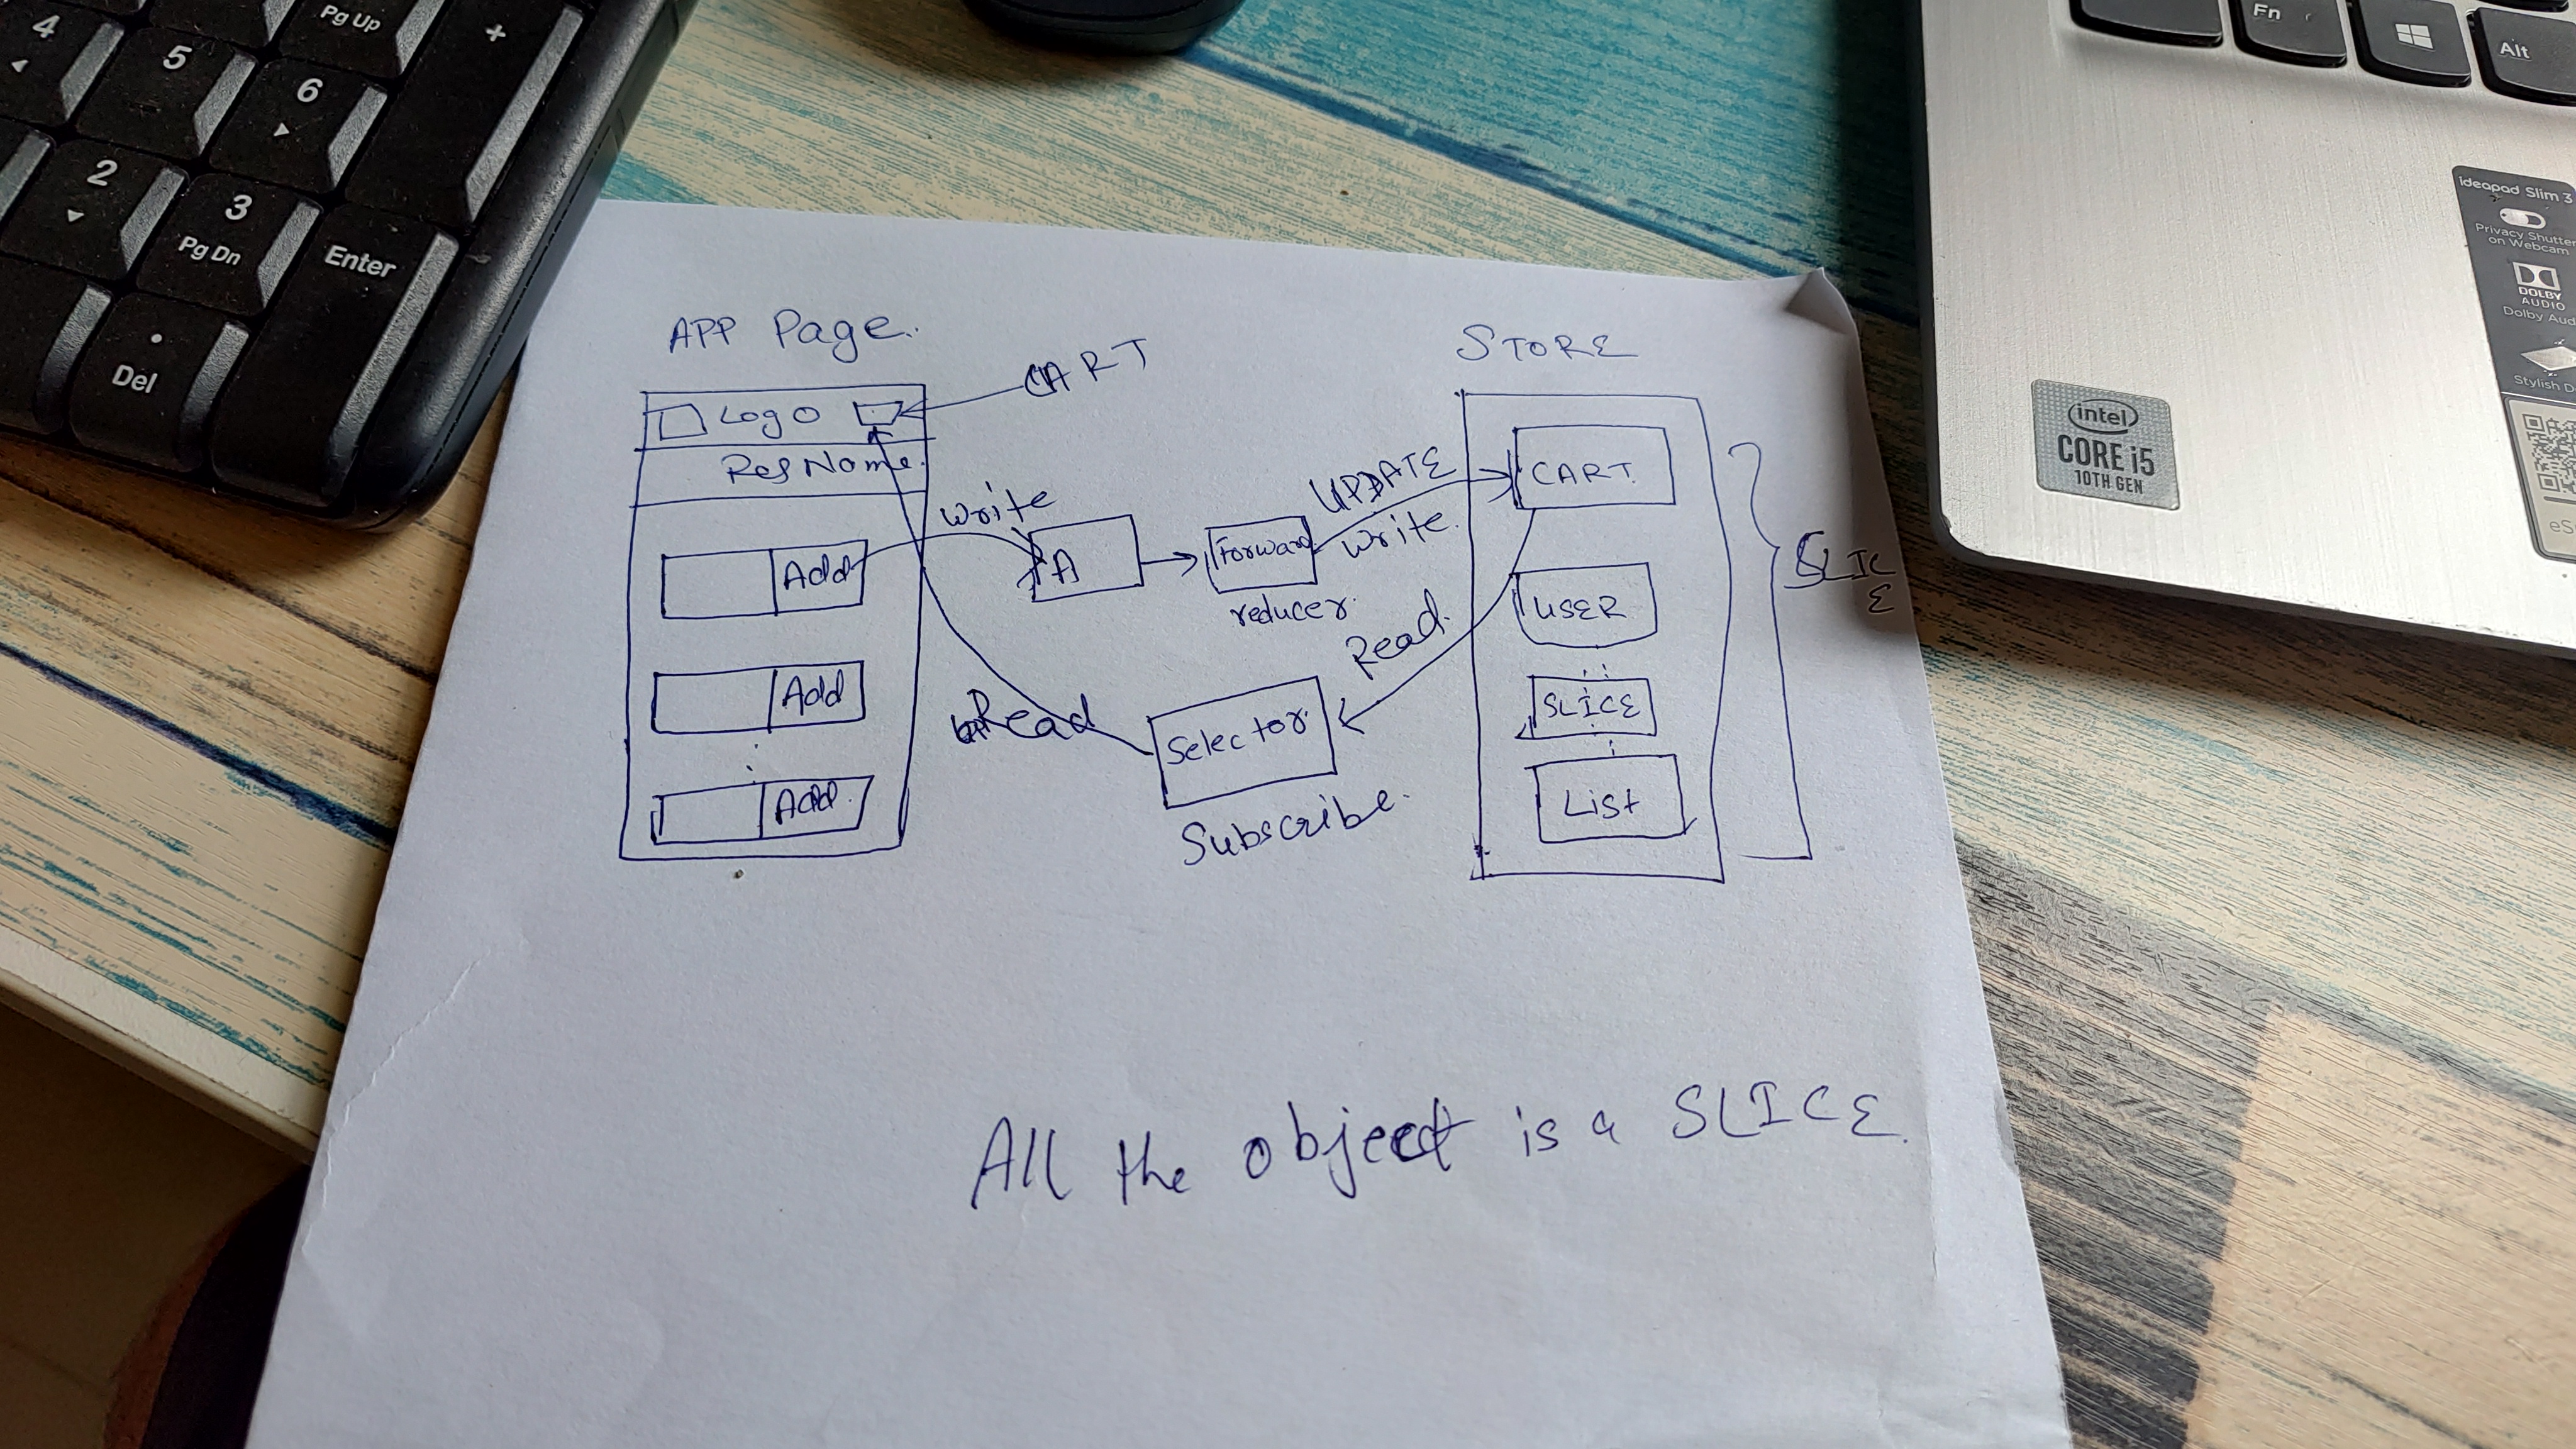 4
5
6
Pg Up
+
2
3
Pg Dn
Enter
Del
Fn
Alt
ideapad Slim 3
Privacy Shutter
on Webcam
DOLBY
AUDIO
Dolby Aud
Stylish D
intel
CORE i5
10TH GEN
eS
APP Page.
CART
STORE
Logo
Res Name.
Write
Add
A
Forward
reducer.
UPDATE
Write.
CART
USER
SLICE
List
SLICE
Add
Read
Read.
Selector.
Subscribe.
Add.
All the object is a SLICE.